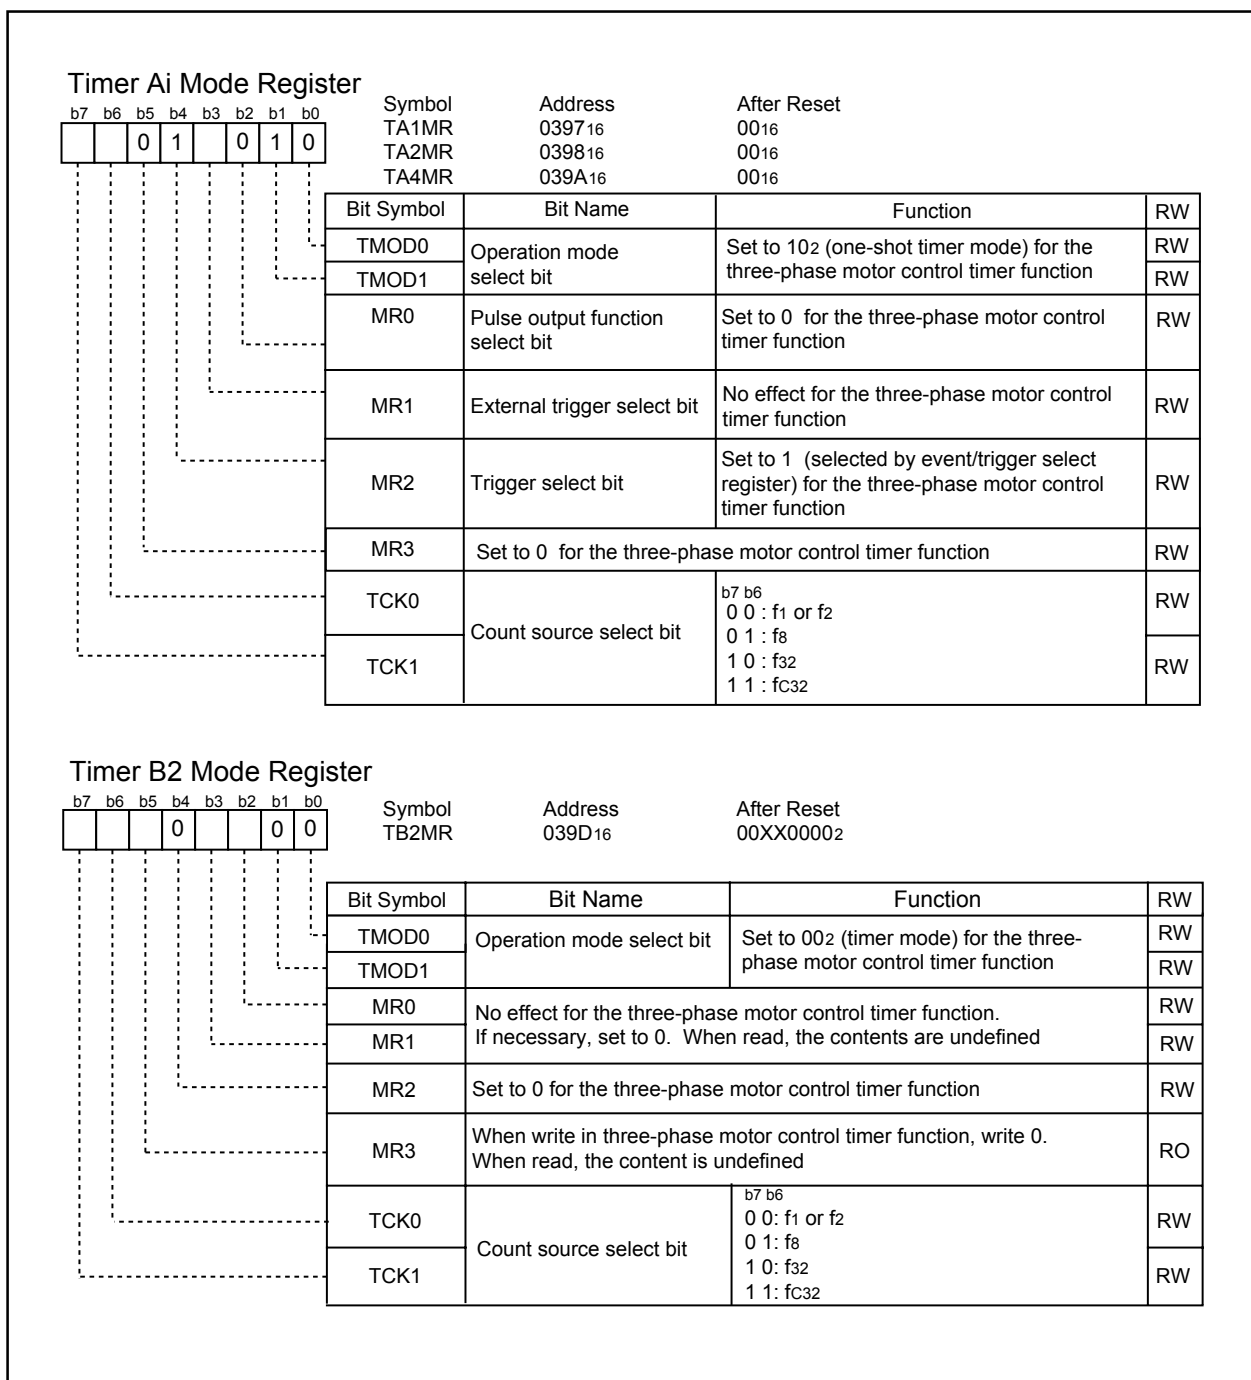 Timer Ai Mode Register
b7 b6 b5 b4 b3 b2 b1 b0
0 1 0 1 0
Symbol Address After Reset
TA1MR 039716 0016
TA2MR 039816 0016
TA4MR 039A16 0016
Bit Symbol Bit Name Function RW
TMOD0 Operation mode select bit Set to 102 (one-shot timer mode) for the three-phase motor control timer function RW
TMOD1 RW
MR0 Pulse output function select bit Set to 0 for the three-phase motor control timer function RW
MR1 External trigger select bit No effect for the three-phase motor control timer function RW
MR2 Trigger select bit Set to 1 (selected by event/trigger select register) for the three-phase motor control timer function RW
MR3 Set to 0 for the three-phase motor control timer function RW
TCK0 Count source select bit b7 b6 RW
0 0 : f1 or f2
0 1 : f8
TCK1 1 0 : f32 RW
1 1 : fC32
Timer B2 Mode Register
b7 b6 b5 b4 b3 b2 b1 b0
0 0 0
Symbol Address After Reset
TB2MR 039D16 00XX00002
Bit Symbol Bit Name Function RW
TMOD0 Operation mode select bit Set to 002 (timer mode) for the three-phase motor control timer function RW
TMOD1 RW
MR0 No effect for the three-phase motor control timer function. RW
MR1 If necessary, set to 0. When read, the contents are undefined RW
MR2 Set to 0 for the three-phase motor control timer function RW
MR3 When write in three-phase motor control timer function, write 0. When read, the content is undefined RO
TCK0 Count source select bit b7 b6 RW
0 0: f1 or f2
0 1: f8
TCK1 1 0: f32 RW
1 1: fC32